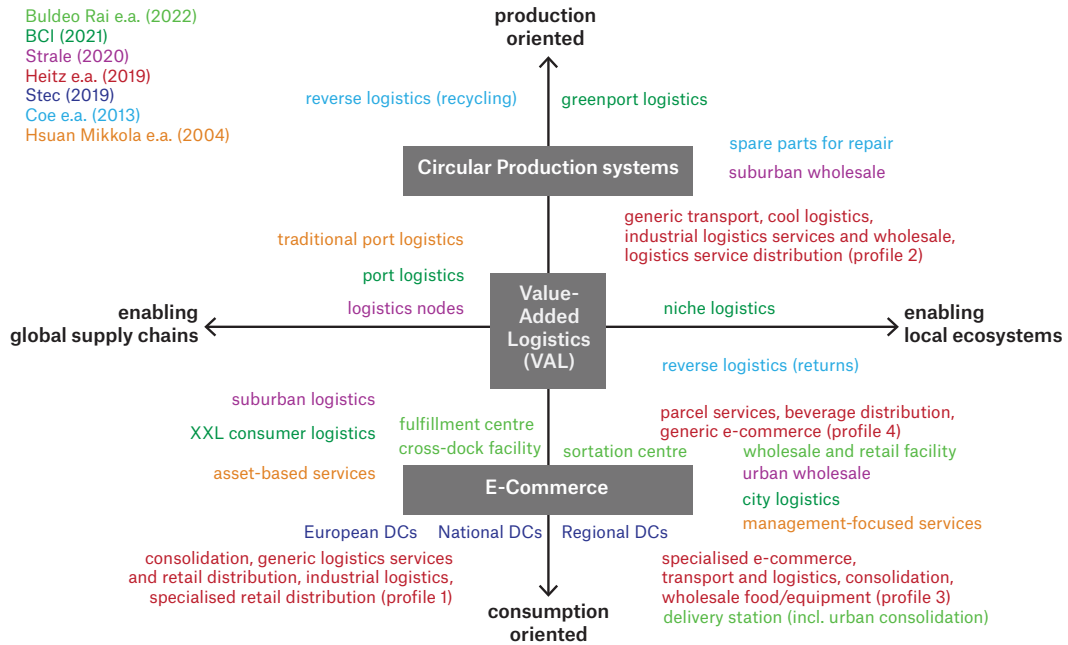 Buldeo Rai e.a. (2022)
BCI (2021)
Strale (2020)
Heitz e.a. (2019)
Stec (2019)
Coe e.a. (2013)
Hsuan Mikkola e.a. (2004)
production
oriented
reverse logistics (recycling)
greenport logistics
Circular Production systems
spare parts for repair
suburban wholesale
generic transport, cool logistics,
industrial logistics services and wholesale,
logistics service distribution (profile 2)
traditional port logistics
port logistics
logistics nodes
Value-
Added
Logistics
(VAL)
niche logistics
enabling
global supply chains
enabling
local ecosystems
reverse logistics (returns)
suburban logistics
XXL consumer logistics
asset-based services
fulfillment centre
cross-dock facility
sortation centre
parcel services, beverage distribution,
generic e-commerce (profile 4)
wholesale and retail facility
urban wholesale
city logistics
management-focused services
E-Commerce
European DCs
National DCs
Regional DCs
consolidation, generic logistics services
and retail distribution, industrial logistics,
specialised retail distribution (profile 1)
specialised e-commerce,
transport and logistics, consolidation,
wholesale food/equipment (profile 3)
delivery station (incl. urban consolidation)
consumption
oriented